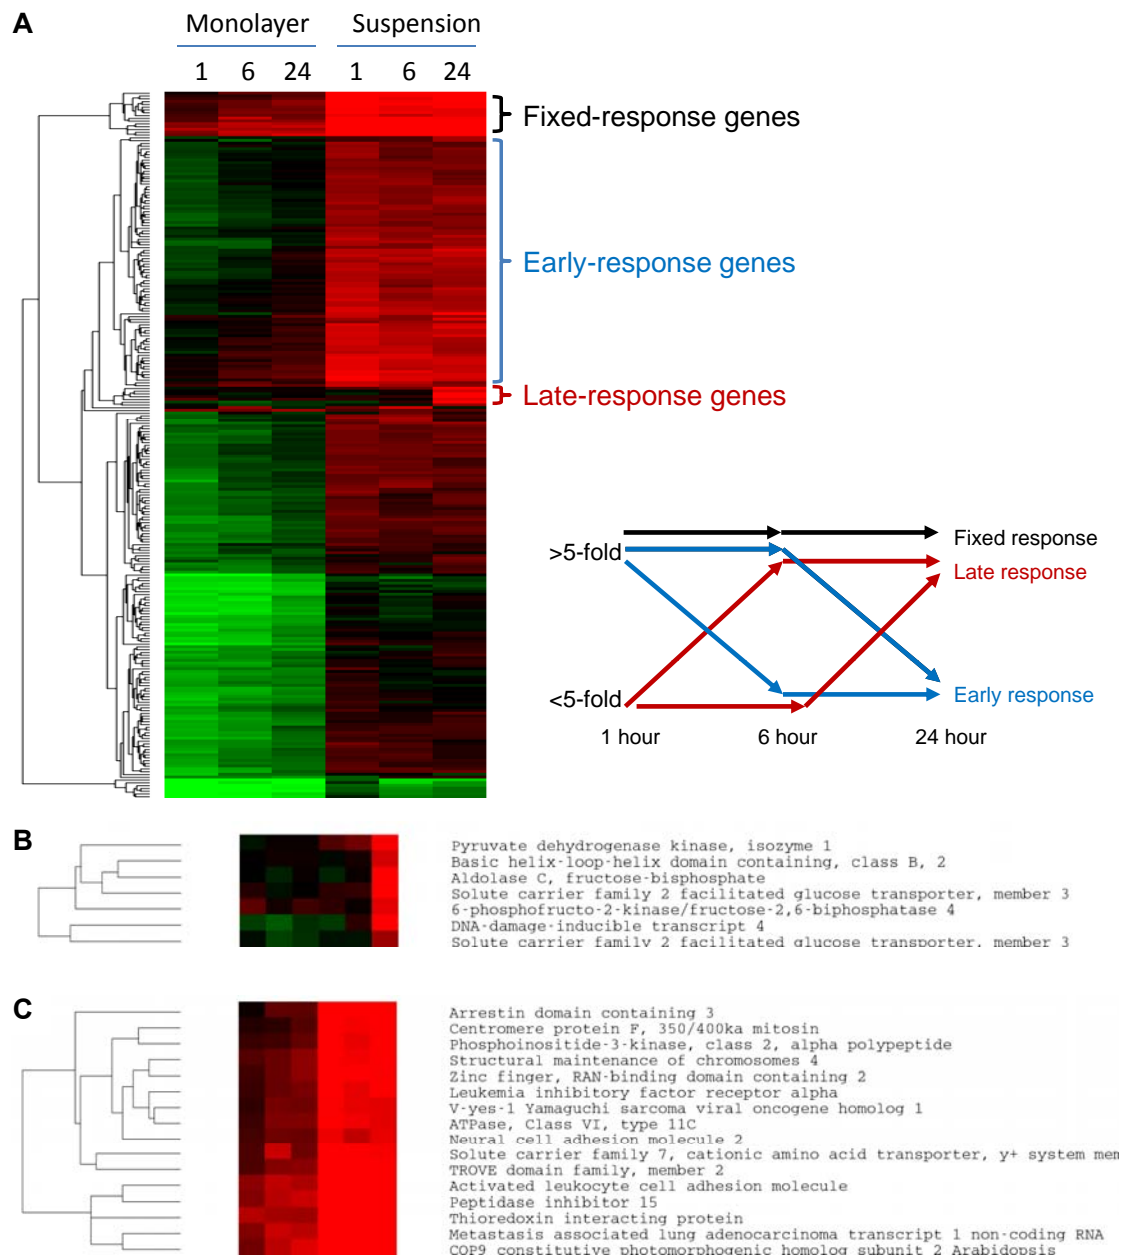 A
Monolayer Suspension
1 6 24 1 6 24
Fixed-response genes
Early-response genes
Late-response genes
>5-fold
Fixed response
Late response
<5-fold
Early response
1 hour 6 hour 24 hour
B
Pyruvate dehydrogenase kinase, isozyme 1
Basic helix-loop-helix domain containing, class B, 2
Aldolase C, fructose-bisphosphate
Solute carrier family 2 facilitated glucose transporter, member 3
6-phosphofructo-2-kinase/fructose-2,6-biphosphatase 4
DNA-damage-inducible transcript 4
Solute carrier family 2 facilitated glucose transporter, member 3
C
Arrestin domain containing 3
Centromere protein F, 350/400ka mitosin
Phosphoinositide-3-kinase, class 2, alpha polypeptide
Structural maintenance of chromosomes 4
Zinc finger, RAN-binding domain containing 2
Leukemia inhibitory factor receptor alpha
V-yes-1 Yamaguchi sarcoma viral oncogene homolog 1
ATPase, Class VI, type 11C
Neural cell adhesion molecule 2
Solute carrier family 7, cationic amino acid transporter, y+ system mem
TROVE domain family, member 2
Activated leukocyte cell adhesion molecule
Peptidase inhibitor 15
Thioredoxin interacting protein
Metastasis associated lung adenocarcinoma transcript 1 non-coding RNA
COP9 constitutive photomorphogenic homolog subunit 2 Arabidopsis